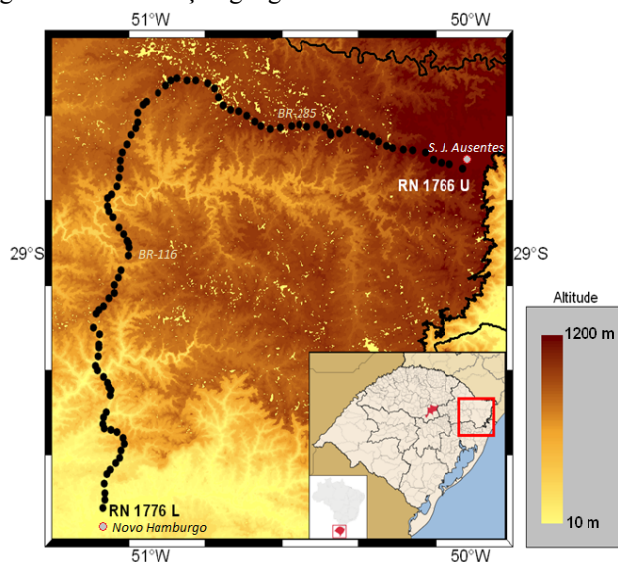 51°W
50°W
BR-285
S. J. Ausentes
RN 1766 U
29°S
BR-116
29°S
Altitude
1200 m
10 m
RN 1776 L
Novo Hamburgo
51°W
50°W